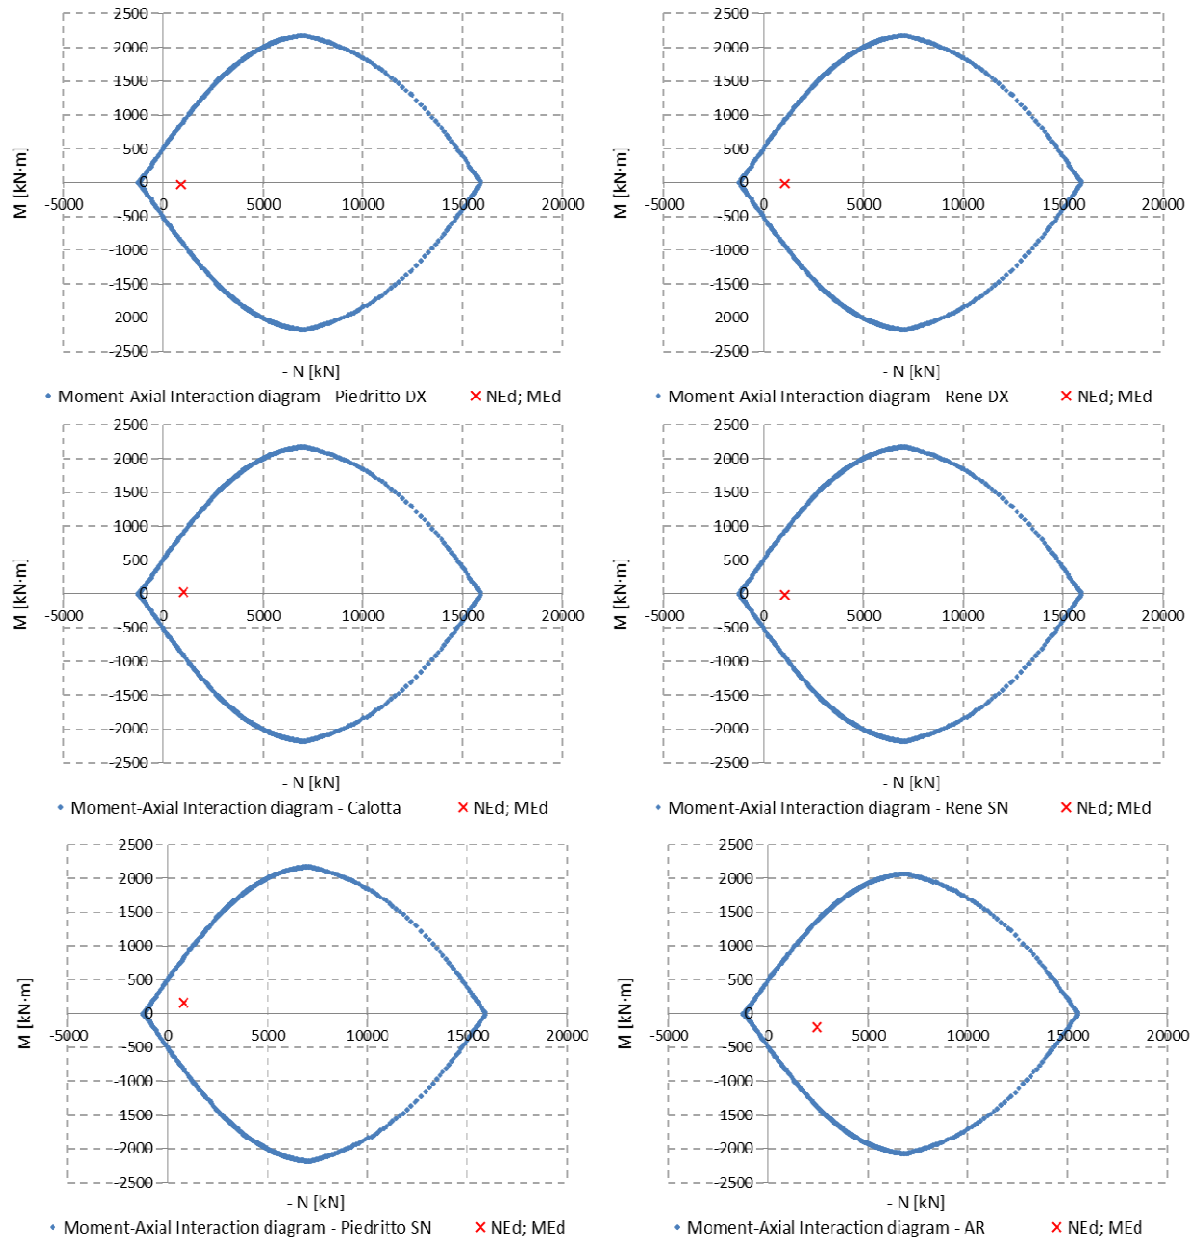 2500
2000
1500
1000
500
0
-5000 0 5000 10000 15000 20000
-500
-1000
-1500
2000
-2500
M [kN·m]
- N [kN]
Moment Axial Interaction diagram Piedritto DX
NEd; MEd
2500
2000
1500
1000
500
0
-5000 0 5000 10000 15000 20000
-500
-1000
-1500
2000
-2500
M [kN·m]
- N [kN]
Moment Axial Interaction diagram Rene DX
NEd; MEd
2500
2000
1500
1000
500
0
-5000 0 5000 10000 15000 20000
-500
-1000
-1500
-2000
-2500
M [kN·m]
- N [kN]
Moment-Axial Interaction diagram - Calotta
NEd; MEd
2500
2000
1500
1000
500
0
-5000 0 5000 10000 15000 20000
-500
-1000
-1500
-2000
-2500
M [kN·m]
- N [kN]
Moment-Axial Interaction diagram - Rene SN
NEd; MEd
2500
2000
1500
1000
500
0
-5000 0 5000 10000 15000 20000
-500
-1000
-1500
-2000
-2500
M [kN·m]
- N [kN]
Moment-Axial Interaction diagram - Piedritto SN
NEd; MEd
2500
2000
1500
1000
500
0
-5000 0 5000 10000 15000 20000
-500
-1000
-1500
-2000
-2500
M [kN·m]
- N [kN]
Moment-Axial Interaction diagram - AR
NEd; MEd